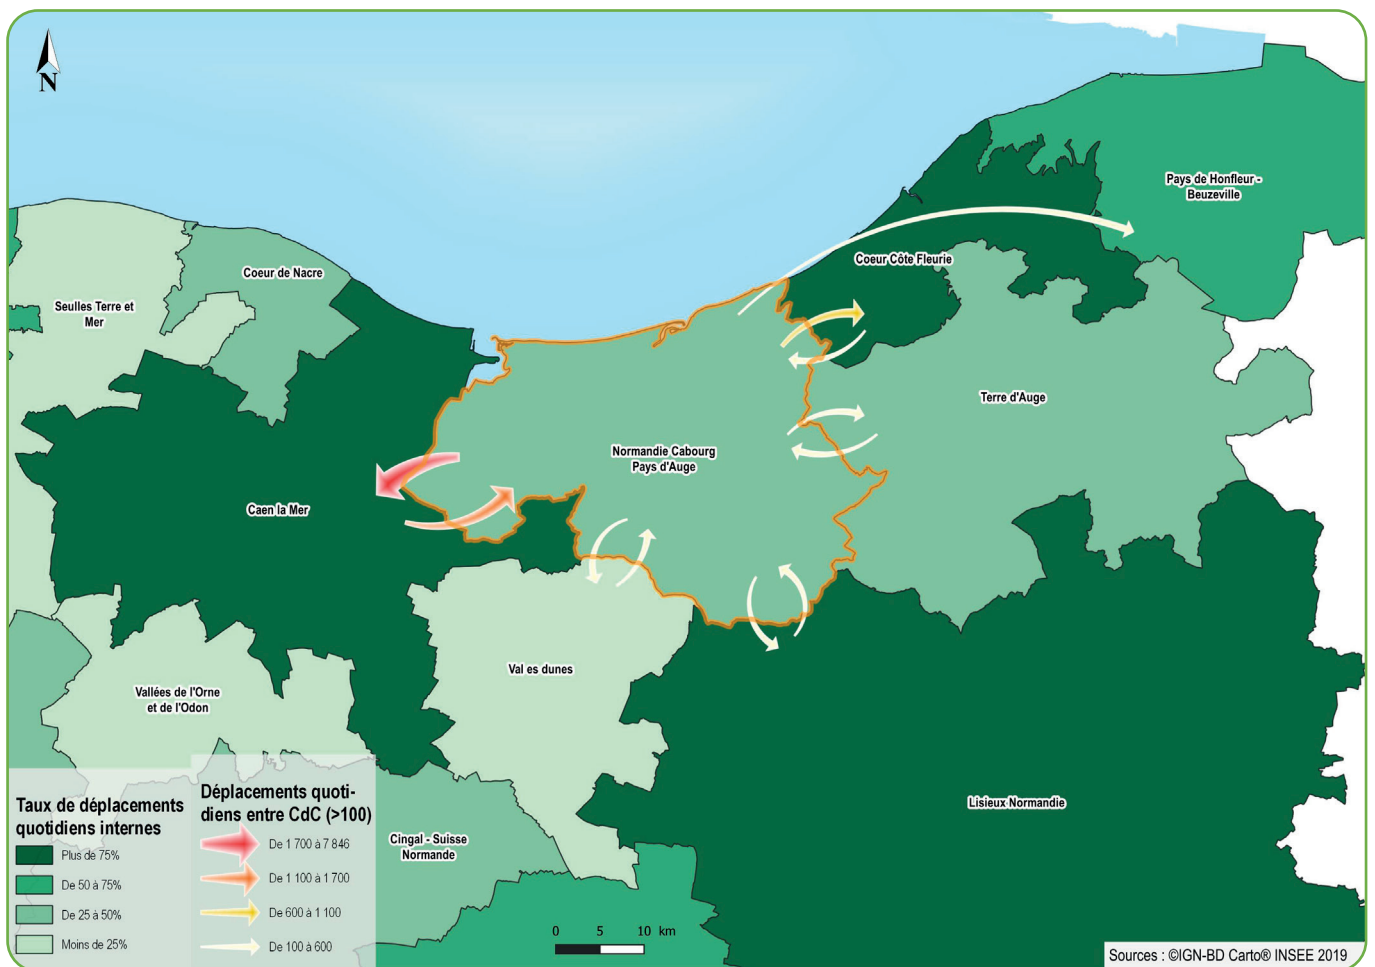 N
Pays de Honfleur -
Beuzeville
Coeur Côte Fleurie
Coeur de Nacre
Seulles Terre et
Mer
Terre d'Auge
Normandie Cabourg
Pays d'Auge
Caen la Mer
Val es dunes
Vallées de l'Orne
et de l'Odon
Lisieux Normandie
Cingal - Suisse
Normande
Taux de déplacements
quotidiens internes
Plus de 75%
De 50 à 75%
De 25 à 50%
Moins de 25%
Déplacements quoti-
diens entre CdC (>100)
De 1 700 à 7 846
De 1 100 à 1 700
De 600 à 1 100
De 100 à 600
0 5 10 km
Sources : ©IGN-BD Carto® INSEE 2019